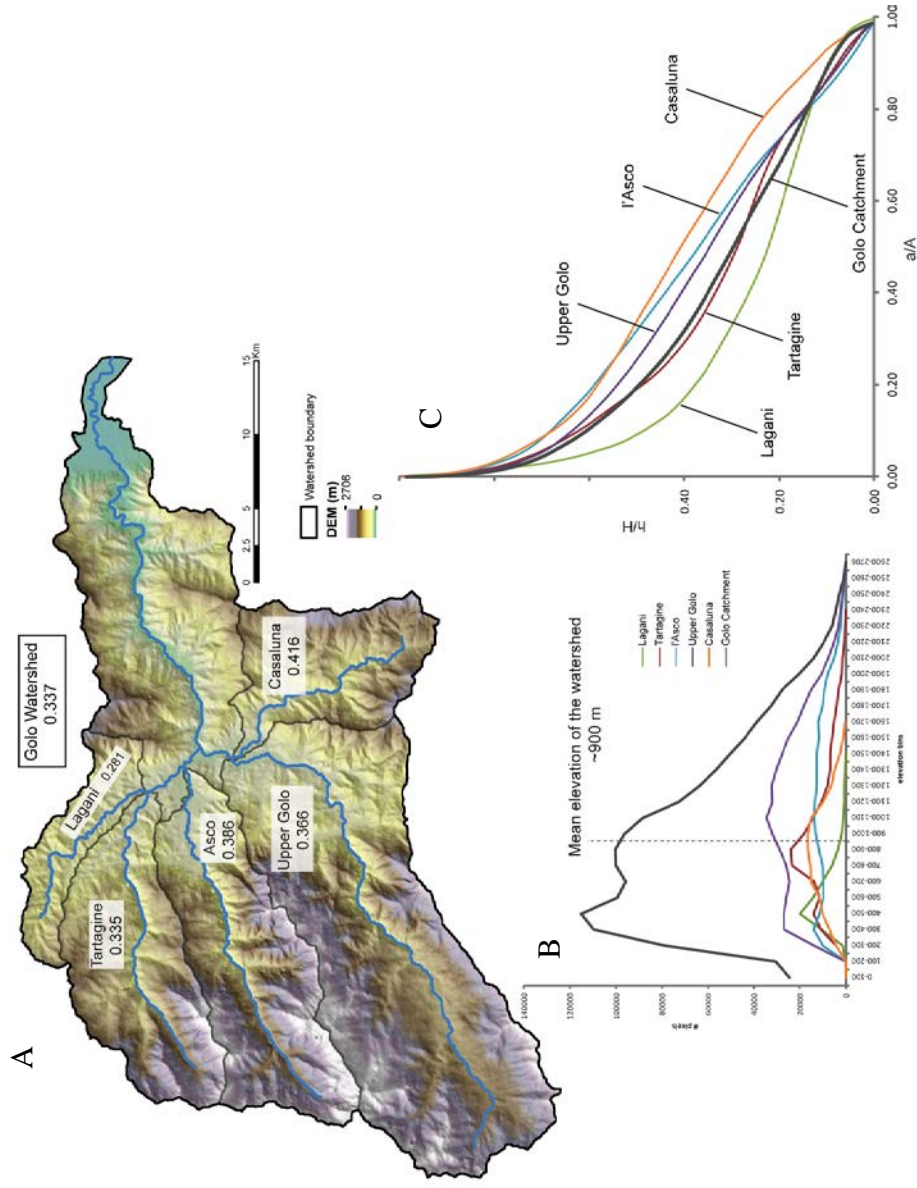 A
Golo Watershed
0.337
Lagani 0.281
Tartagine
0.335
Asco
0.386
Upper Golo
0.366
Casaluna
0.416
0 2.5 5 10 15
Km
Watershed boundary
DEM (m)
2706
0
B
Mean elevation of the watershed
~900 m
Lagani
Tartagine
l'Asco
Upper Golo
Casaluna
Golo Catchment
# pixels
140000
120000
100000
80000
60000
40000
20000
0
0-100
100-200
200-300
300-400
400-500
500-600
600-700
700-800
900-1000
1000-1100
1100-1200
1200-1300
1300-1400
1400-1500
1500-1600
1700-1800
1800-1900
1900-2000
2000-2100
2100-2200
2200-2300
2300-2400
2400-2500
2500-2600
elevation bins
C
h/H
0.40
0.20
0.00
Upper Golo
l'Asco
Casaluna
Lagani
Tartagine
Golo Catchment
0.00 0.20 0.40 0.60 0.80 1.00
a/A